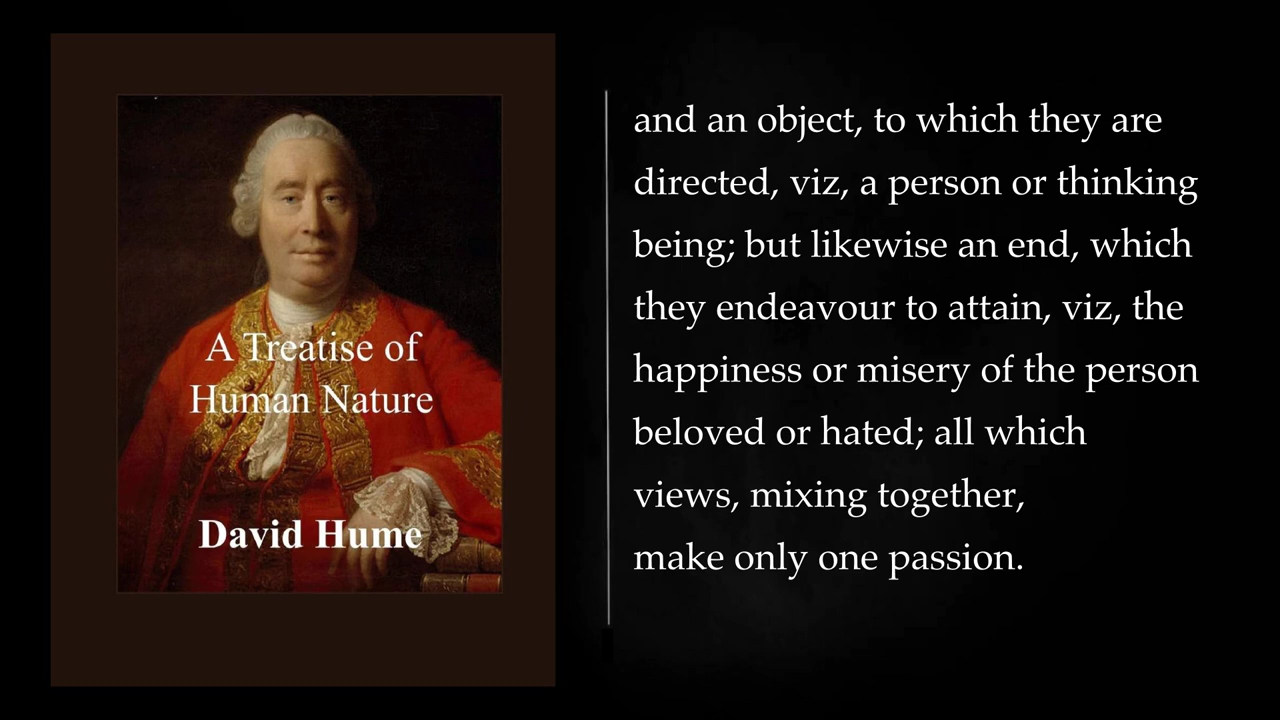 A Treatise of
Human Nature
David Hume
and an object, to which they are
directed, viz, a person or thinking
being; but likewise an end, which
they endeavour to attain, viz, the
happiness or misery of the person
beloved or hated; all which
views, mixing together,
make only one passion.